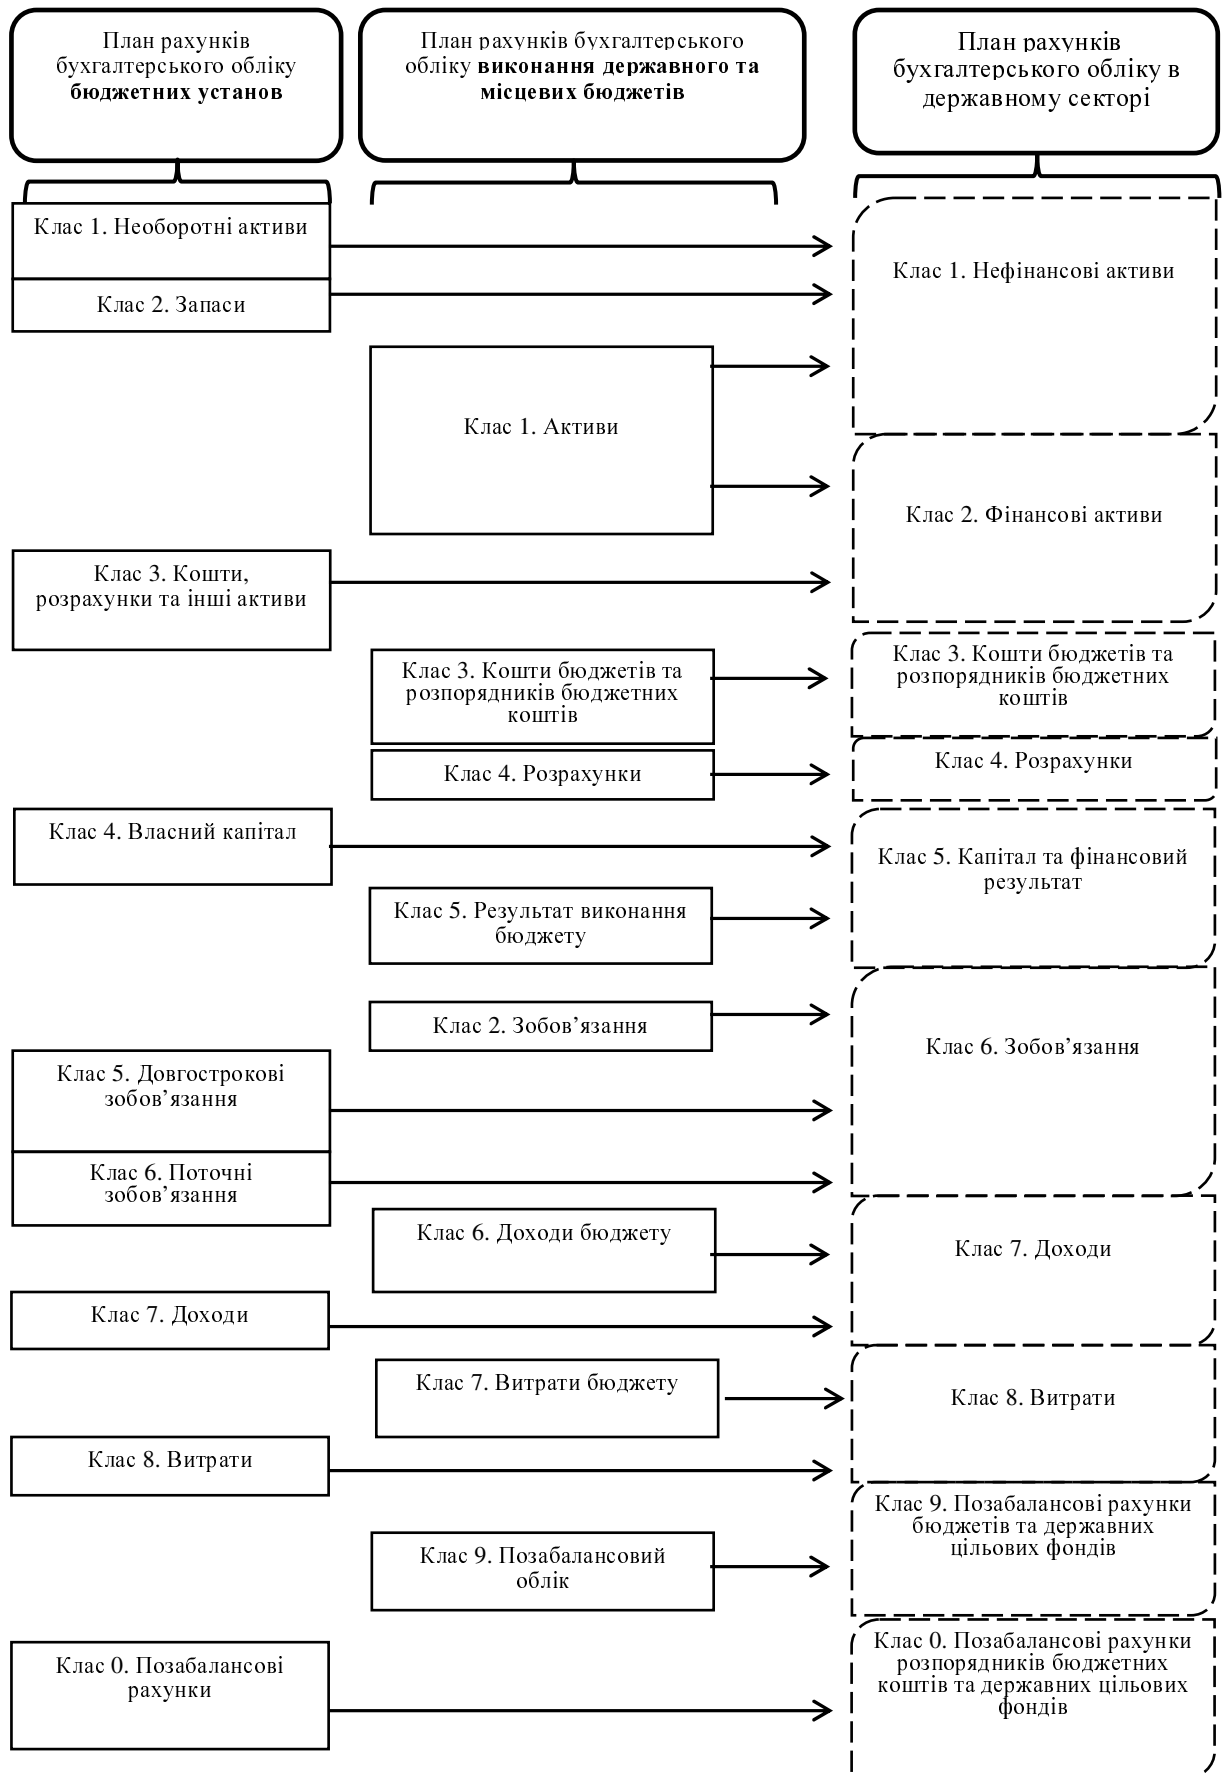 План рахунків
бухгалтерського обліку
бюджетних установ
План рахунків бухгалтерського
обліку виконання державного та
місцевих бюджетів
План рахунків
бухгалтерського обліку в
державному секторі
Клас 1. Необоротні активи
Клас 1. Нефінансові активи
Клас 2. Запаси
Клас 1. Активи
Клас 2. Фінансові активи
Клас 3. Кошти,
розрахунки та інші активи
Клас 3. Кошти бюджетів та
розпорядників бюджетних
коштів
Клас 3. Кошти бюджетів та
розпорядників бюджетних
коштів
Клас 4. Розрахунки
Клас 4. Розрахунки
Клас 4. Власний капітал
Клас 5. Капітал та фінансовий
результат
Клас 5. Результат виконання
бюджету
Клас 2. Зобов’язання
Клас 6. Зобов’язання
Клас 5. Довгострокові
зобов’язання
Клас 6. Поточні
зобов’язання
Клас 6. Доходи бюджету
Клас 7. Доходи
Клас 7. Доходи
Клас 7. Витрати бюджету
Клас 8. Витрати
Клас 8. Витрати
Клас 9. Позабалансові рахунки
бюджетів та державних
цільових фондів
Клас 9. Позабалансовий
облік
Клас 0. Позабалансові
рахунки
Клас 0. Позабалансові рахунки
розпорядників бюджетних
коштів та державних цільових
фондів